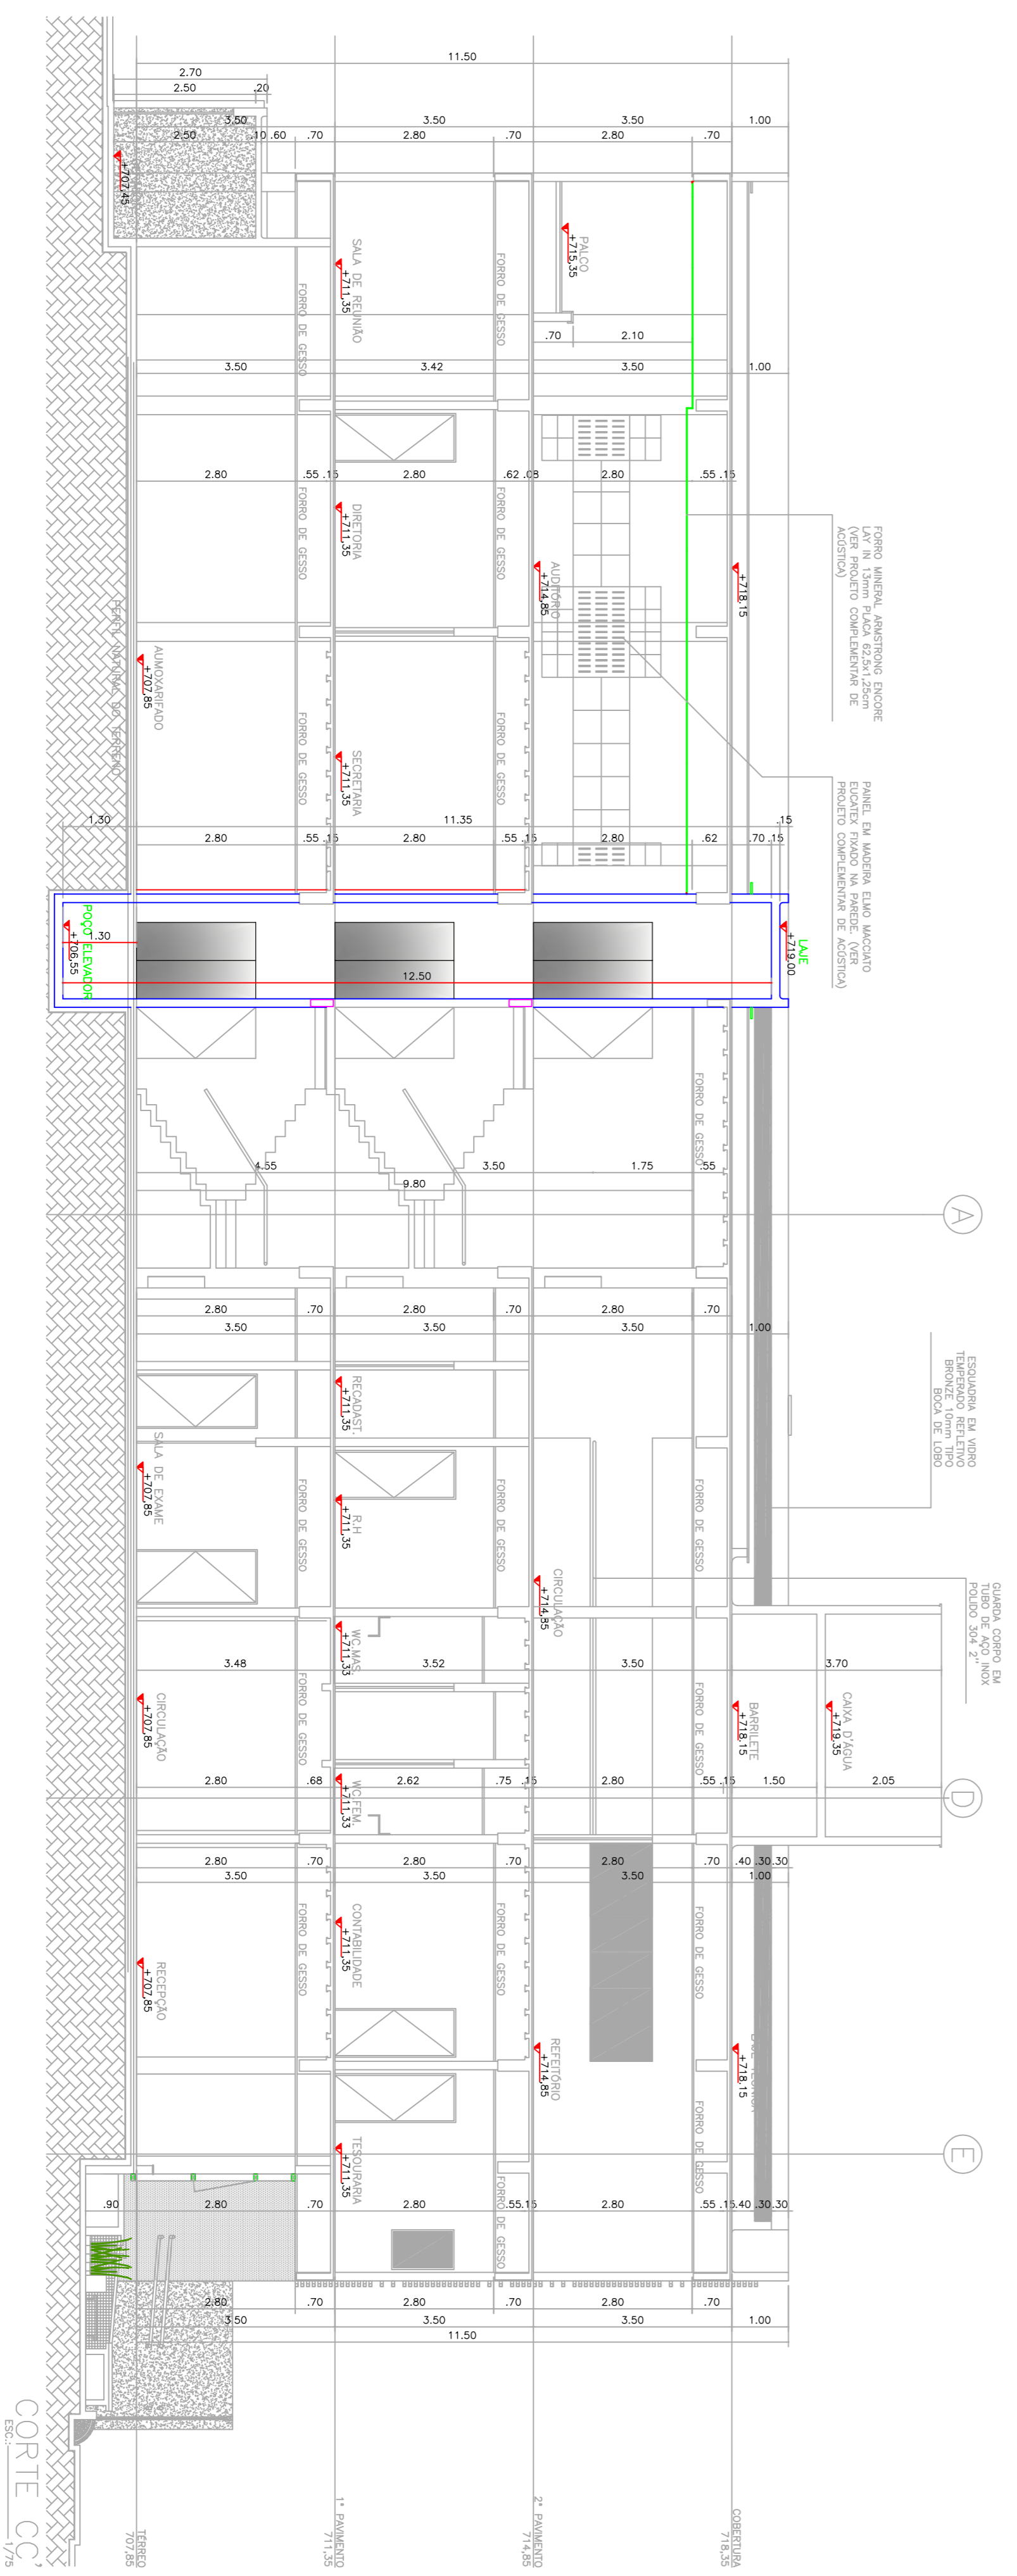 11.50
2.70
2.50
.20
3.50
3.50
3.50
1.00
2.50
.10
.60
.70
2.80
.70
2.80
.70
+707,45
SALA DE REUNIÃO
+711,35
PALCO
+715,35
FORRO DE GESSO
FORRO DE GESSO
.70
2.10
3.50
3.42
3.50
1.00
2.80
.55
.15
2.80
.62
.08
2.80
.55
.15
DIRETORIA
+711,35
FORRO DE GESSO
FORRO DE GESSO
AUDITÓRIO
+714,85
+718,15
FORRO MINERAL ARMSTRONG ENCORE
LAY IN 13mm PLACA 62,5x1,25cm
(VER PROJETO COMPLEMENTAR DE
ACÚSTICA)
PERFIL NATURAL DO TERRENO
AUMOXARIFADO
+707,85
SECRETARIA
+711,35
FORRO DE GESSO
FORRO DE GESSO
PAINEL EM MADEIRA ELMO MACCIATO
EUCATEX FIXADO NA PAREDE. (VER
PROJETO COMPLEMENTAR DE ACÚSTICA)
1.30
11.35
.15
2.80
.55
.15
2.80
.55
.15
2.80
.62
.70
.15
POÇO ELEVADOR
+706,55
1.30
12.50
LAJE
+719,00
FORRO DE GESSO
4.55
3.50
1.75
.55
9.80
A
2.80
.70
2.80
.70
2.80
.70
3.50
3.50
3.50
1.00
RECADAST.
+711,35
SALA DE EXAME
+707,85
R.H
+711,35
FORRO DE GESSO
FORRO DE GESSO
FORRO DE GESSO
CIRCULAÇÃO
+714,85
ESQUADRIA EM VIDRO
TEMPERADO REFLETIVO
BRONZE 10mm TIPO
BOCA DE LOBO
GUARDA CORPO EM
TUBO DE AÇO INOX
POLIDO 304 2''
WC.MAS.
+711,33
3.48
3.52
3.50
3.70
CIRCULAÇÃO
+707,85
FORRO DE GESSO
FORRO DE GESSO
BARRILETE
+718,15
CAIXA D'ÁGUA
+719,35
WC.FEM.
+711,33
2.80
.68
2.62
.75
.15
2.80
.55
.15
1.50
2.05
D
2.80
.70
2.80
.70
2.80
.70
.40
.30
.30
3.50
3.50
3.50
1.00
CONTABILIDADE
+711,35
RECEPÇÃO
+707,85
FORRO DE GESSO
FORRO DE GESSO
FORRO DE GESSO
REFEITÓRIO
+714,85
+718,15
TESOURARIA
+711,35
FORRO DE GESSO
FORRO DE GESSO
E
.90
2.80
.70
2.80
.55
.15
2.80
.55
.15
.40
.30
.30
2.80
.70
2.80
.70
2.80
.70
3.50
3.50
3.50
1.00
11.50
COBERTURA
718,35
2° PAVIMENTO
714,85
1° PAVIMENTO
711,35
TÉRREO
707,85
CORTE CC'
ESC.: 1/75